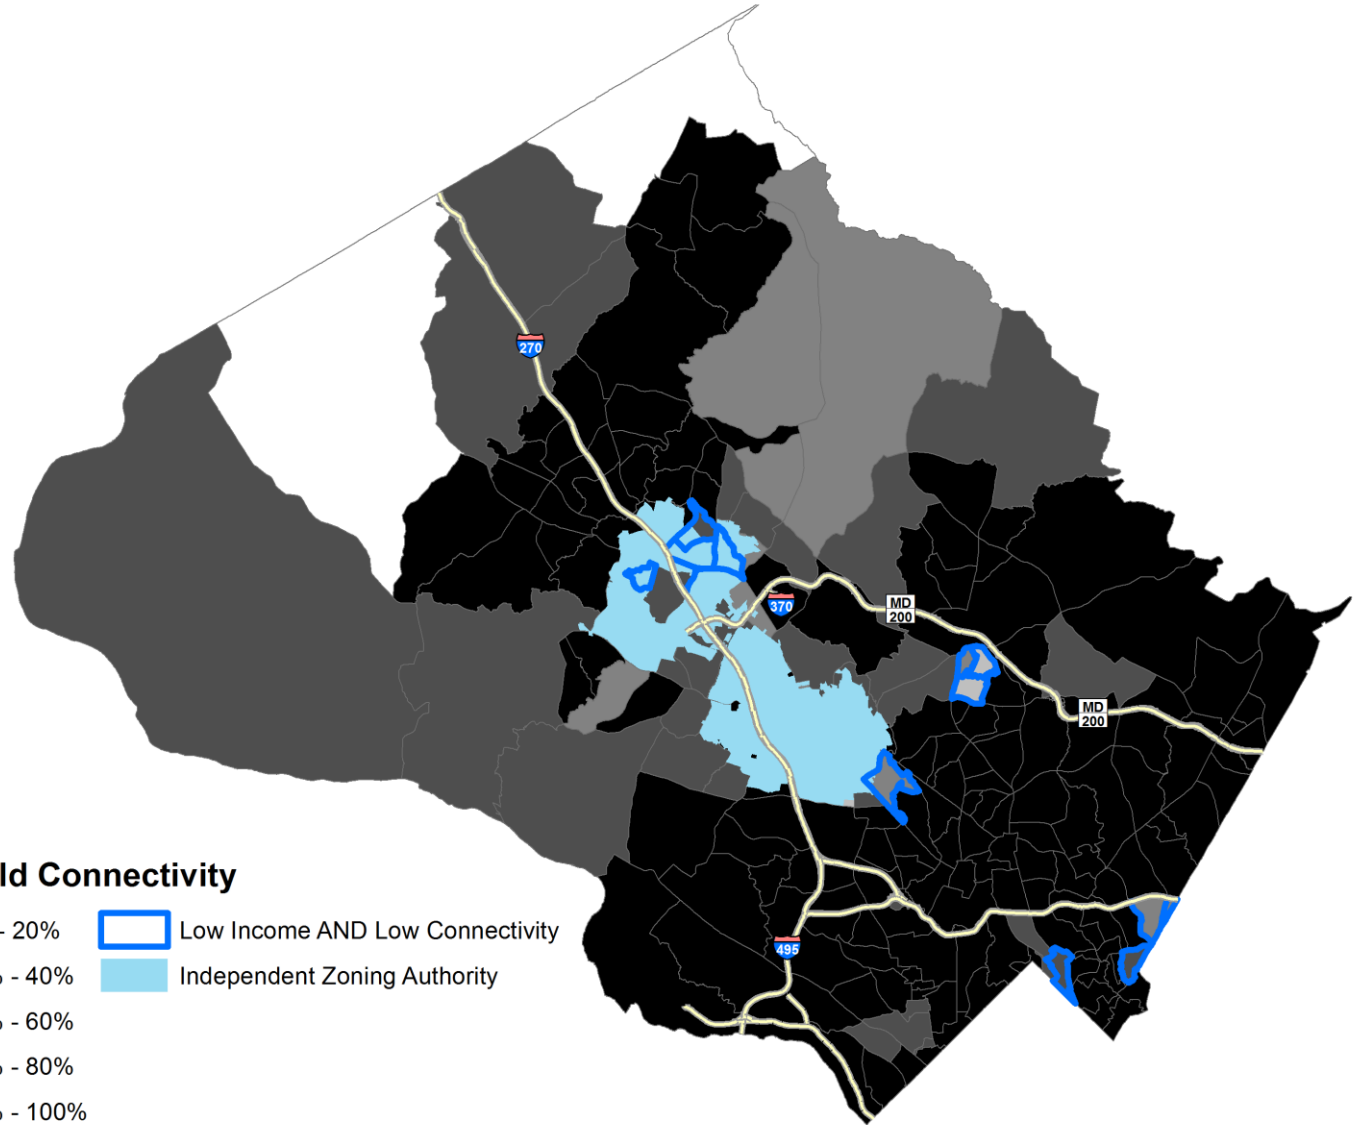 270
370
MD
200
MD
200
ld Connectivity
- 20%
Low Income AND Low Connectivity
495
- 40%
Independent Zoning Authority
- 60%
- 80%
- 100%